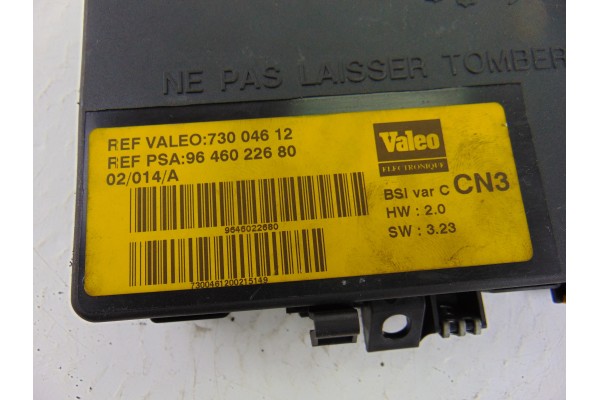 NE PAS LAISSER TOMBER
REF VALEO:730 046 12
REF PSA:96 460 226 80
02/014/A
Valeo
ELECTRONIQUE
BSI var C CN3
HW : 2.0
SW : 3.23
9646022680
7300461200215149